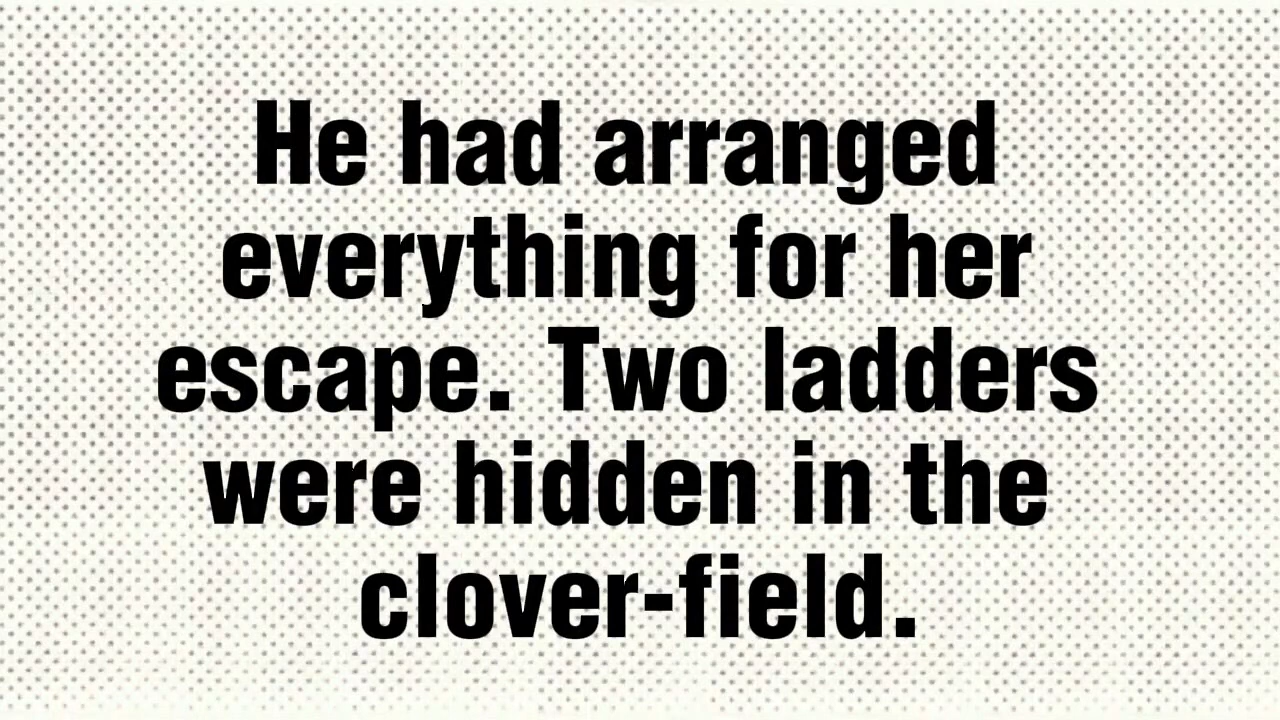 He had arranged
everything for her
escape. Two ladders
were hidden in the
clover-field.